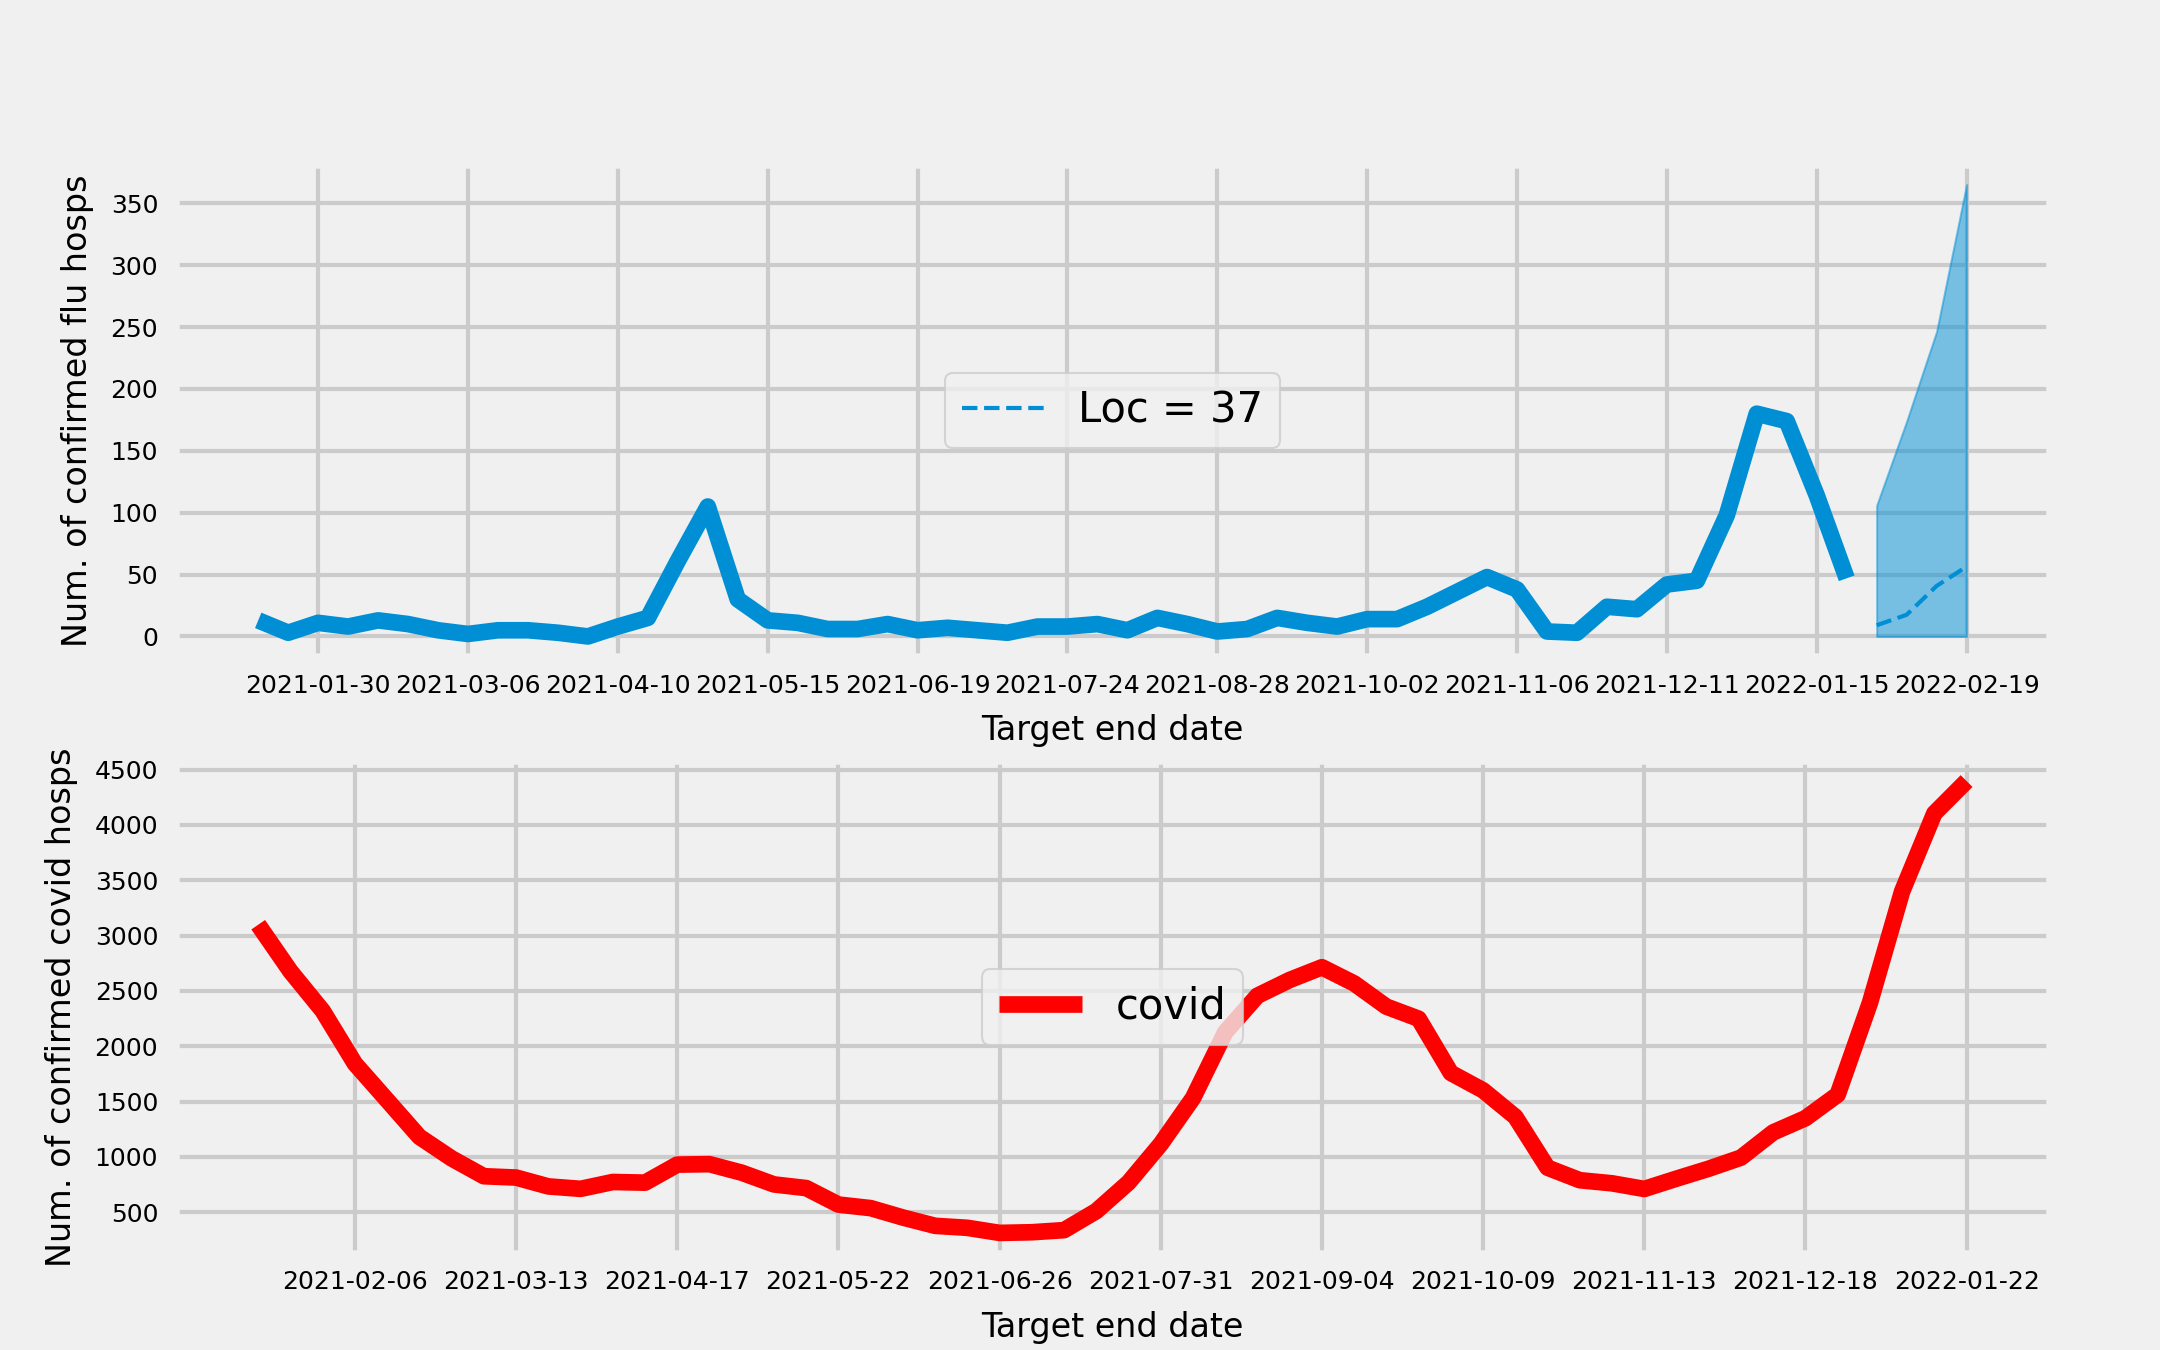 Num. of confirmed flu hosps
350
300
250
200
150
100
50
0
Loc = 37
2021-01-30 2021-03-06 2021-04-10 2021-05-15 2021-06-19 2021-07-24 2021-08-28 2021-10-02 2021-11-06 2021-12-11 2022-01-15 2022-02-19
Target end date
Num. of confirmed covid hosps
4500
4000
3500
3000
2500
2000
1500
1000
500
covid
2021-02-06 2021-03-13 2021-04-17 2021-05-22 2021-06-26 2021-07-31 2021-09-04 2021-10-09 2021-11-13 2021-12-18 2022-01-22
Target end date